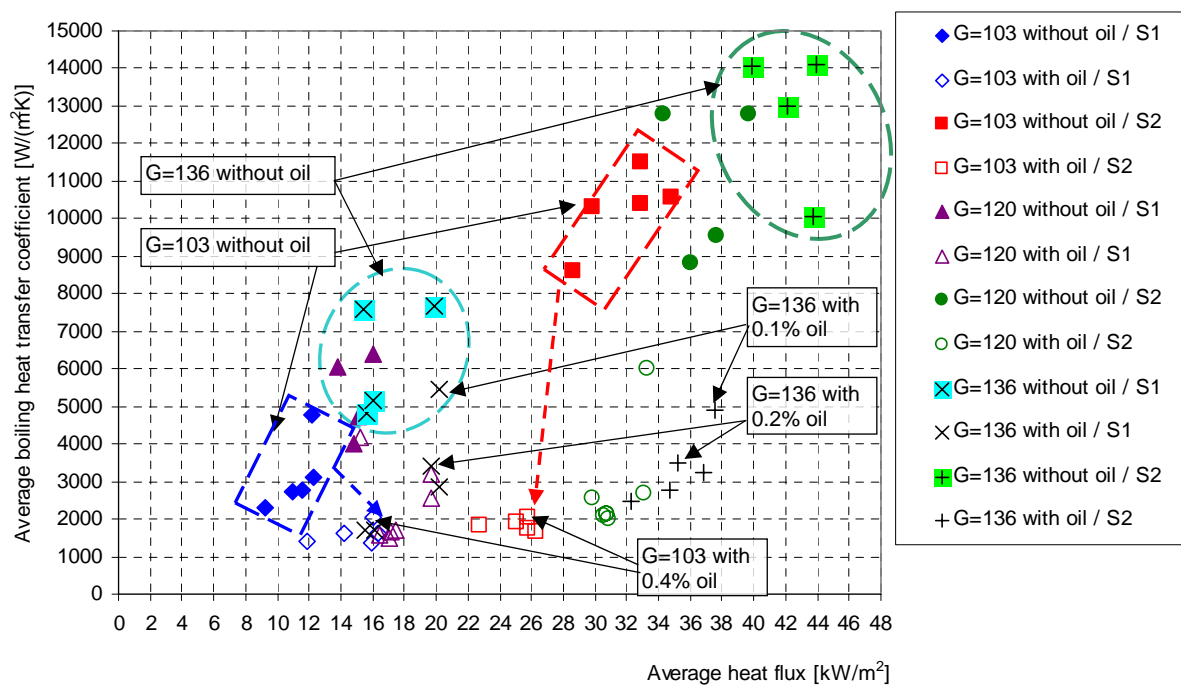 Average boiling heat transfer coefficient [W/(m²K)]
15000
14000
13000
12000
11000
10000
9000
8000
7000
6000
5000
4000
3000
2000
1000
0
G=136 without oil
G=103 without oil
G=136 with
0.1% oil
G=136 with
0.2% oil
G=103 with
0.4% oil
0 2 4 6 8 10 12 14 16 18 20 22 24 26 28 30 32 34 36 38 40 42 44 46 48
Average heat flux [kW/m²]
G=103 without oil / S1
G=103 with oil / S1
G=103 without oil / S2
G=103 with oil / S2
G=120 without oil / S1
G=120 with oil / S1
G=120 without oil / S2
G=120 with oil / S2
G=136 without oil / S1
G=136 with oil / S1
G=136 without oil / S2
G=136 with oil / S2